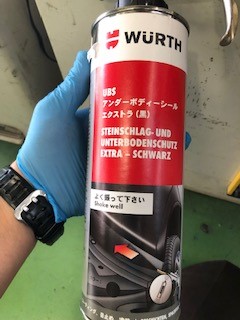 WÜRTH
UBS
アンダーボディーシール
エクストラ(黒)
STEINSCHLAG- UND
UNTERBODENSCHUTZ
EXTRA – SCHWARZ
よく振って下さい
Shake well